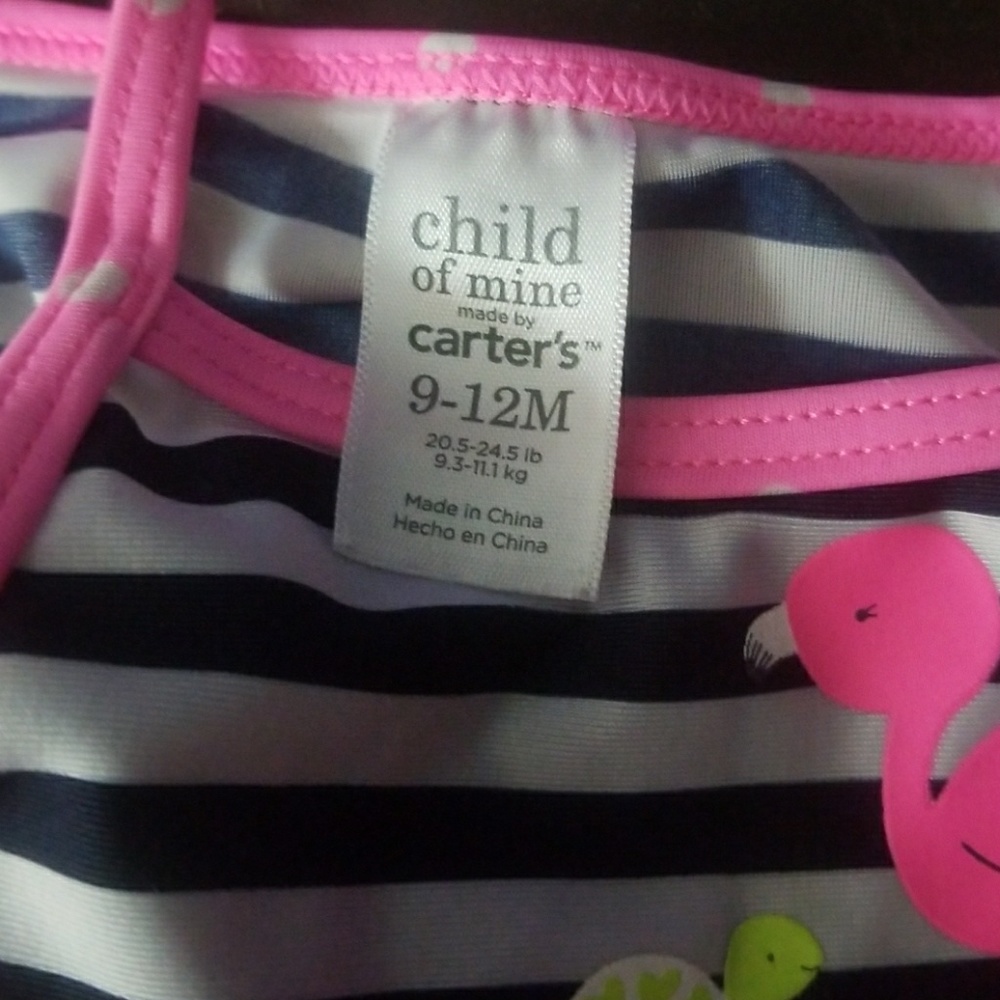 child
of mine
made by
carter's™
9-12M
20.5-24.5 lb
9.3-11.1 kg
Made in China
Hecho en China